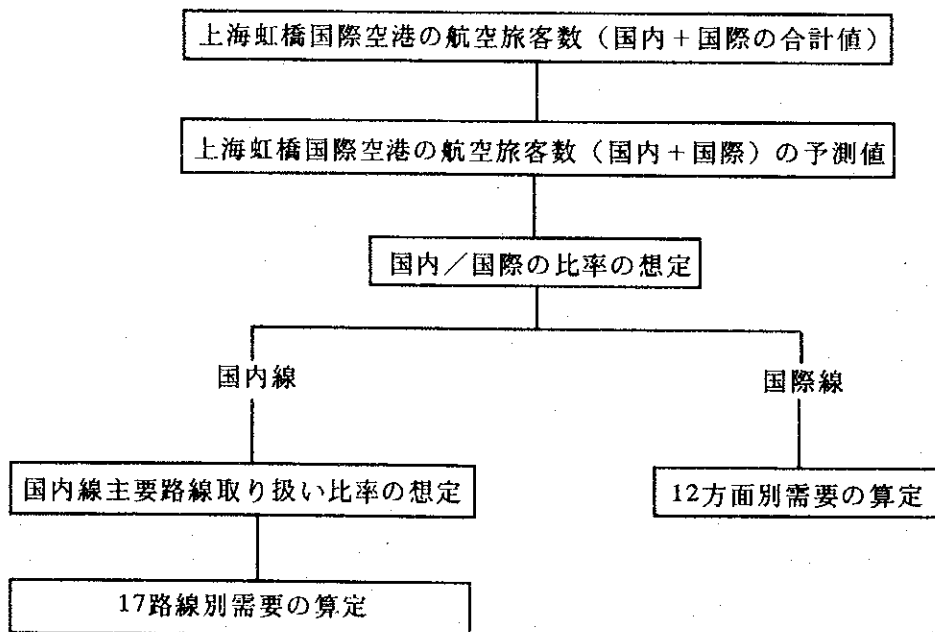 上海虹橋国際空港の航空旅客数（国内＋国際の合計値）
上海虹橋国際空港の航空旅客数（国内＋国際）の予測値
国内／国際の比率の想定
国内線
国際線
国内線主要路線取り扱い比率の想定
12方面別需要の算定
17路線別需要の算定